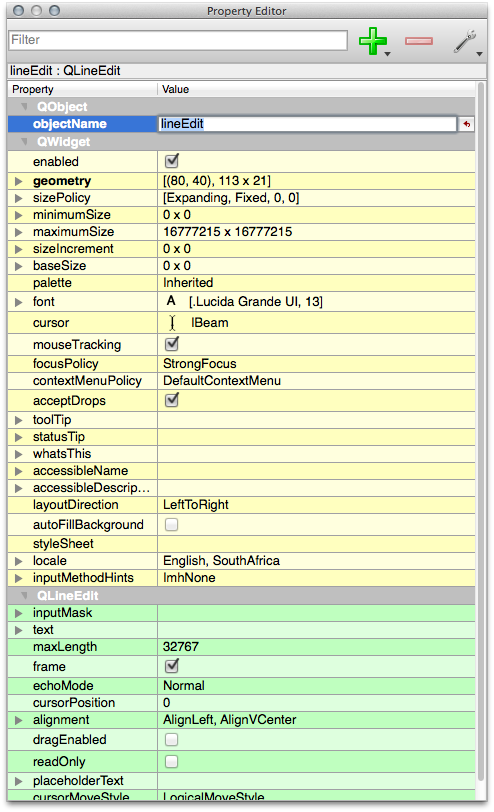 Property Editor
Filter
lineEdit : QLineEdit
Property Value
QObject
objectName lineEdit
QWidget
enabled
geometry [(80, 40), 113 x 21]
sizePolicy [Expanding, Fixed, 0, 0]
minimumSize 0 x 0
maximumSize 16777215 x 16777215
sizeIncrement 0 x 0
baseSize 0 x 0
palette Inherited
font A [.Lucida Grande UI, 13]
cursor IBeam
mouseTracking
focusPolicy StrongFocus
contextMenuPolicy DefaultContextMenu
acceptDrops
toolTip
statusTip
whatsThis
accessibleName
accessibleDescrip...
layoutDirection LeftToRight
autoFillBackground
styleSheet
locale English, SouthAfrica
inputMethodHints ImhNone
QLineEdit
inputMask
text
maxLength 32767
frame
echoMode Normal
cursorPosition 0
alignment AlignLeft, AlignVCenter
dragEnabled
readOnly
placeholderText
cursorMoveStyle LogicalMoveStyle